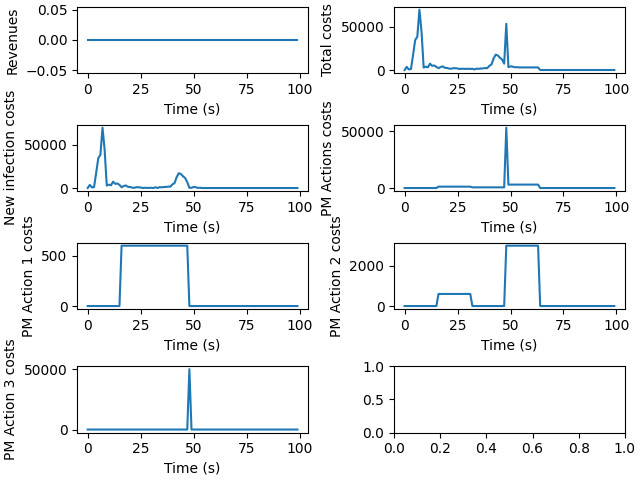 Revenues
0.05
0.00
−0.05
0 25 50 75 100
Time (s)
Total costs
50000
0
0 25 50 75 100
Time (s)
New infection costs
50000
0
0 25 50 75 100
Time (s)
PM Actions costs
50000
0
0 25 50 75 100
Time (s)
PM Action 1 costs
500
0
0 25 50 75 100
Time (s)
PM Action 2 costs
2000
0
0 25 50 75 100
Time (s)
PM Action 3 costs
50000
0
0 25 50 75 100
Time (s)
1.0
0.5
0.0
0.0 0.2 0.4 0.6 0.8 1.0